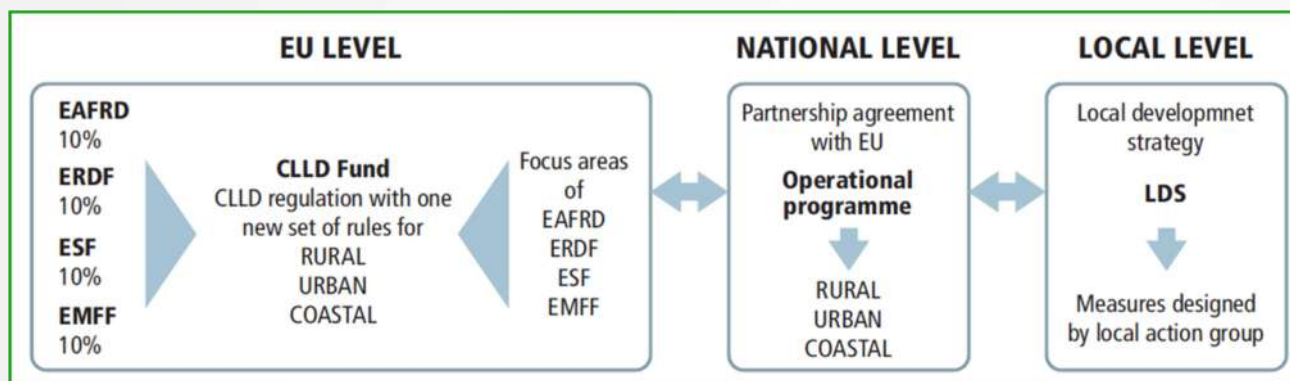 EU LEVEL
EAFRD
10%
ERDF
10%
ESF
10%
EMFF
10%
CLLD Fund
CLLD regulation with one
new set of rules for
RURAL
URBAN
COASTAL
Focus areas
of
EAFRD
ERDF
ESF
EMFF
NATIONAL LEVEL
Partnership agreement
with EU
Operational
programme
RURAL
URBAN
COASTAL
LOCAL LEVEL
Local developmnet
strategy
LDS
Measures designed
by local action group